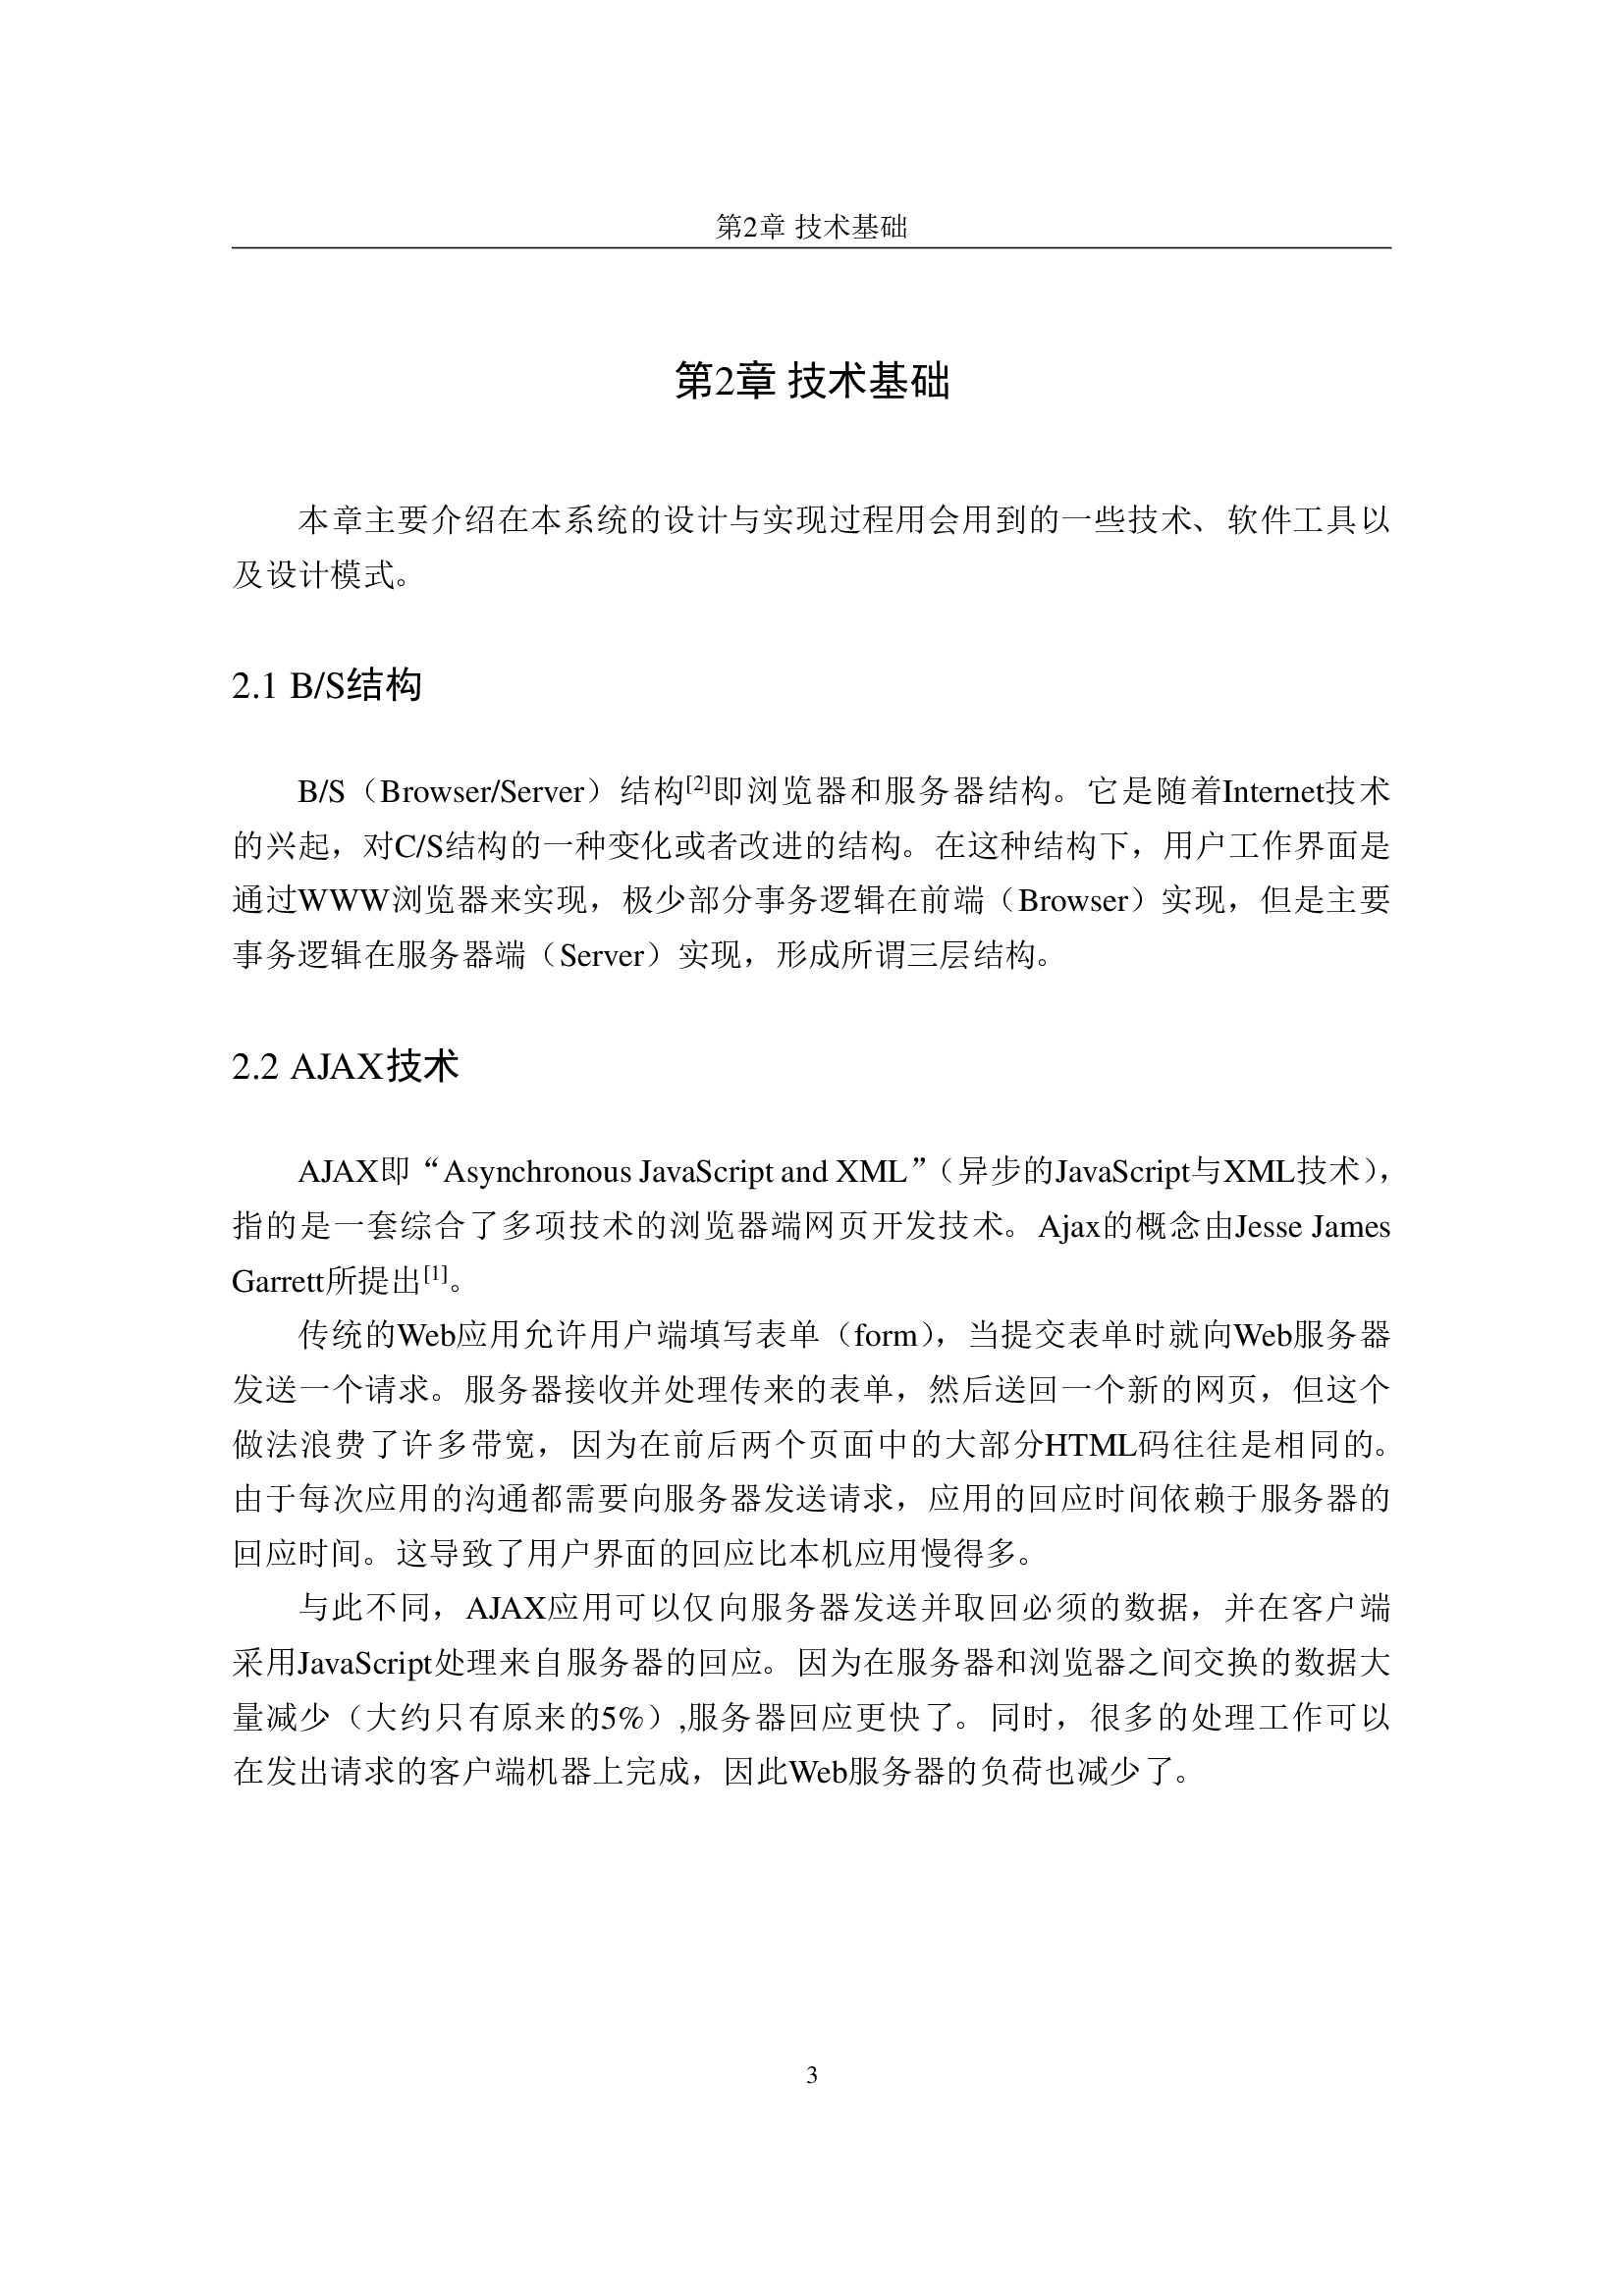 第2章 技术基础
第2章 技术基础
本章主要介绍在本系统的设计与实现过程用会用到的一些技术、软件工具以
及设计模式。
2.1 B/S结构
B/S（Browser/Server）结构[2]即浏览器和服务器结构。它是随着Internet技术
的兴起，对C/S结构的一种变化或者改进的结构。在这种结构下，用户工作界面是
通过WWW浏览器来实现，极少部分事务逻辑在前端（Browser）实现，但是主要
事务逻辑在服务器端（Server）实现，形成所谓三层结构。
2.2 AJAX技术
AJAX即“Asynchronous JavaScript and XML”（异步的JavaScript与XML技术），
指的是一套综合了多项技术的浏览器端网页开发技术。Ajax的概念由Jesse James
Garrett所提出[1]。
传统的Web应用允许用户端填写表单（form），当提交表单时就向Web服务器
发送一个请求。服务器接收并处理传来的表单，然后送回一个新的网页，但这个
做法浪费了许多带宽，因为在前后两个页面中的大部分HTML码往往是相同的。
由于每次应用的沟通都需要向服务器发送请求，应用的回应时间依赖于服务器的
回应时间。这导致了用户界面的回应比本机应用慢得多。
与此不同，AJAX应用可以仅向服务器发送并取回必须的数据，并在客户端
采用JavaScript处理来自服务器的回应。因为在服务器和浏览器之间交换的数据大
量减少（大约只有原来的5%）,服务器回应更快了。同时，很多的处理工作可以
在发出请求的客户端机器上完成，因此Web服务器的负荷也减少了。
3